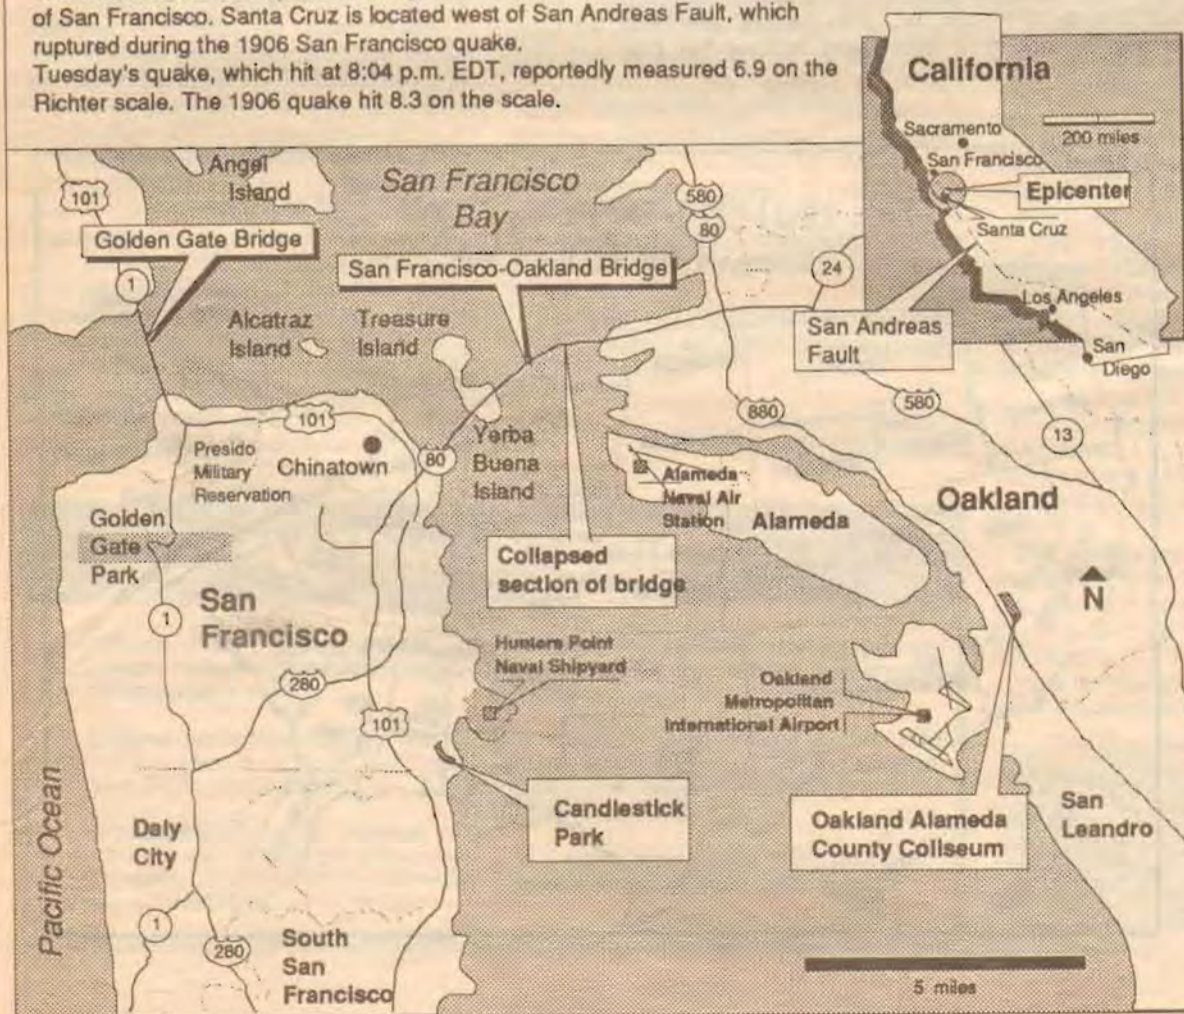 of San Francisco. Santa Cruz is located west of San Andreas Fault, which
ruptured during the 1906 San Francisco quake.
Tuesday's quake, which hit at 8:04 p.m. EDT, reportedly measured 6.9 on the
Richter scale. The 1906 quake hit 8.3 on the scale.
California
200 miles
Sacramento
San Francisco
Epicenter
Santa Cruz
Los Angeles
San Andreas
Fault
San
Diego
101
Angel
Island
San Francisco
Bay
580
80
Golden Gate Bridge
San Francisco-Oakland Bridge
24
1
Alcatraz
Island
Treasure
Island
101
880
580
13
Presido
Military
Reservation
Chinatown
80
Yerba
Buena
Island
Alameda
Naval Air
Station
Alameda
Oakland
Golden
Gate
Park
Collapsed
section of bridge
N
San
Francisco
1
Hunters Point
Naval Shipyard
280
101
Oakland
Metropolitan
International Airport
Candlestick
Park
Oakland Alameda
County Coliseum
San
Leandro
Pacific Ocean
Daly
City
1
280
South
San
Francisco
5 miles